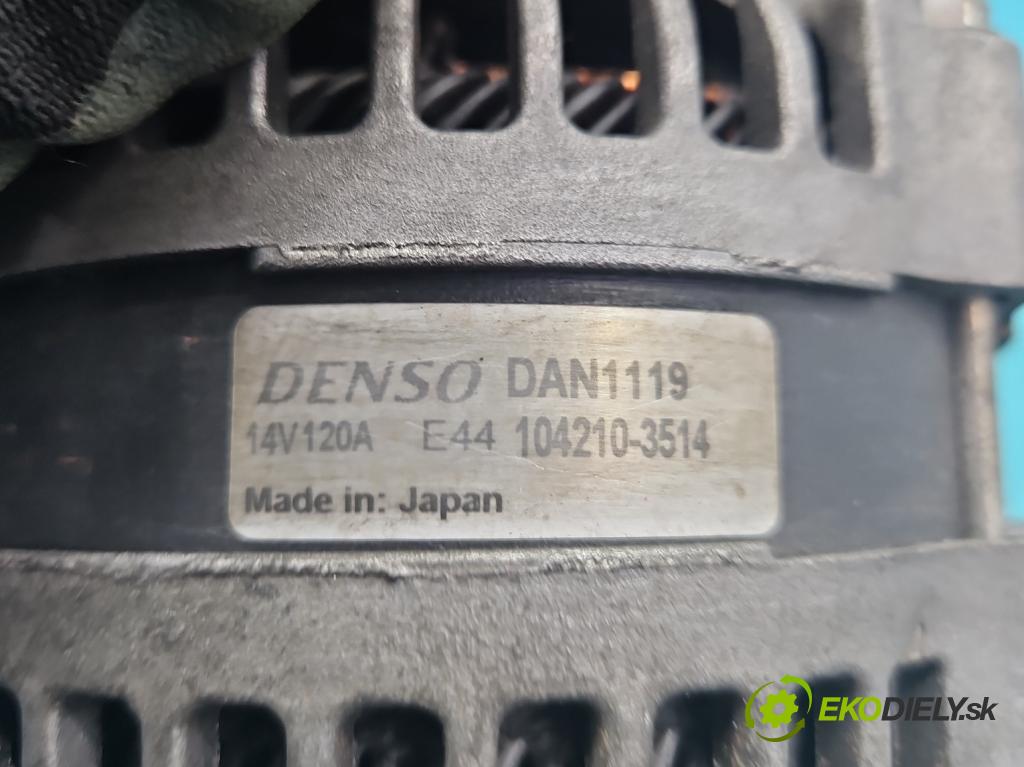 DENSO DAN1119
14V120A E44 104210-3514
Made in: Japan
EKODIELY.sk